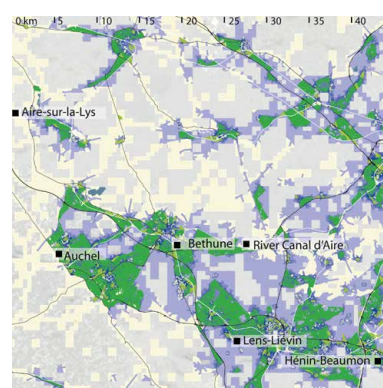 0 km 5 10 15 20 25 30 35 40
Aire-sur-la-Lys
Bethune
River Canal d'Aire
Auchel
Lens-Liévin
Hénin-Beaumon